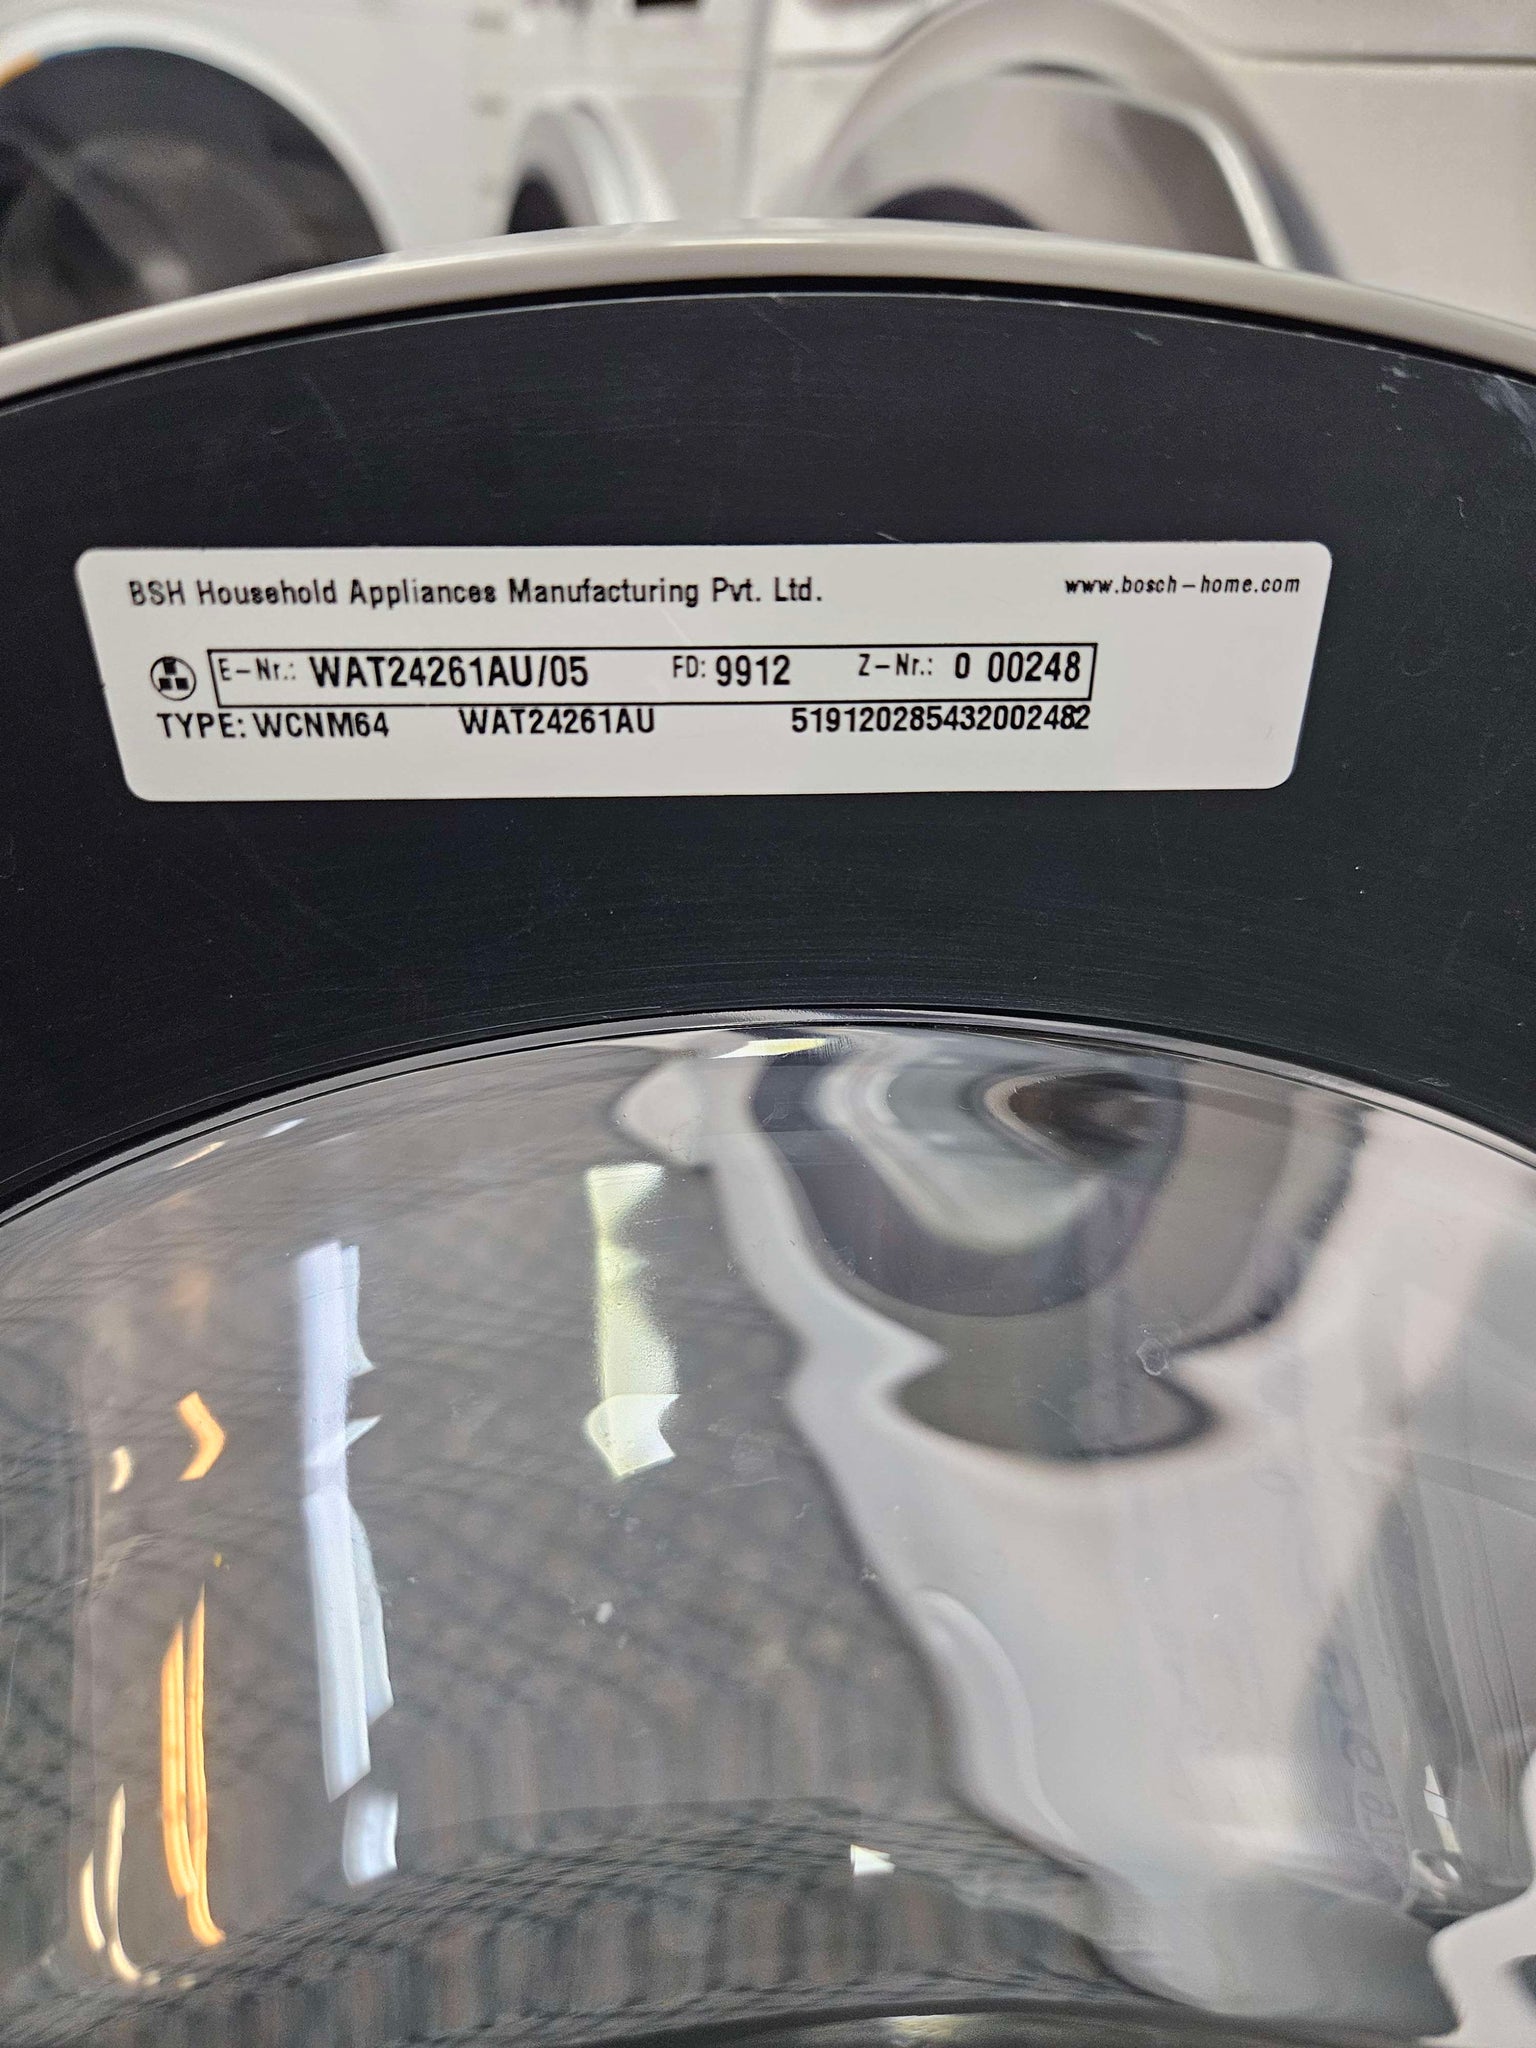 BSH Household Appliances Manufacturing Pvt. Ltd. www.bosch-home.com
E-Nr.: WAT24261AU/05 FD: 9912 Z-Nr.: 0 00248
TYPE: WCNM64 WAT24261AU 519120285432002482